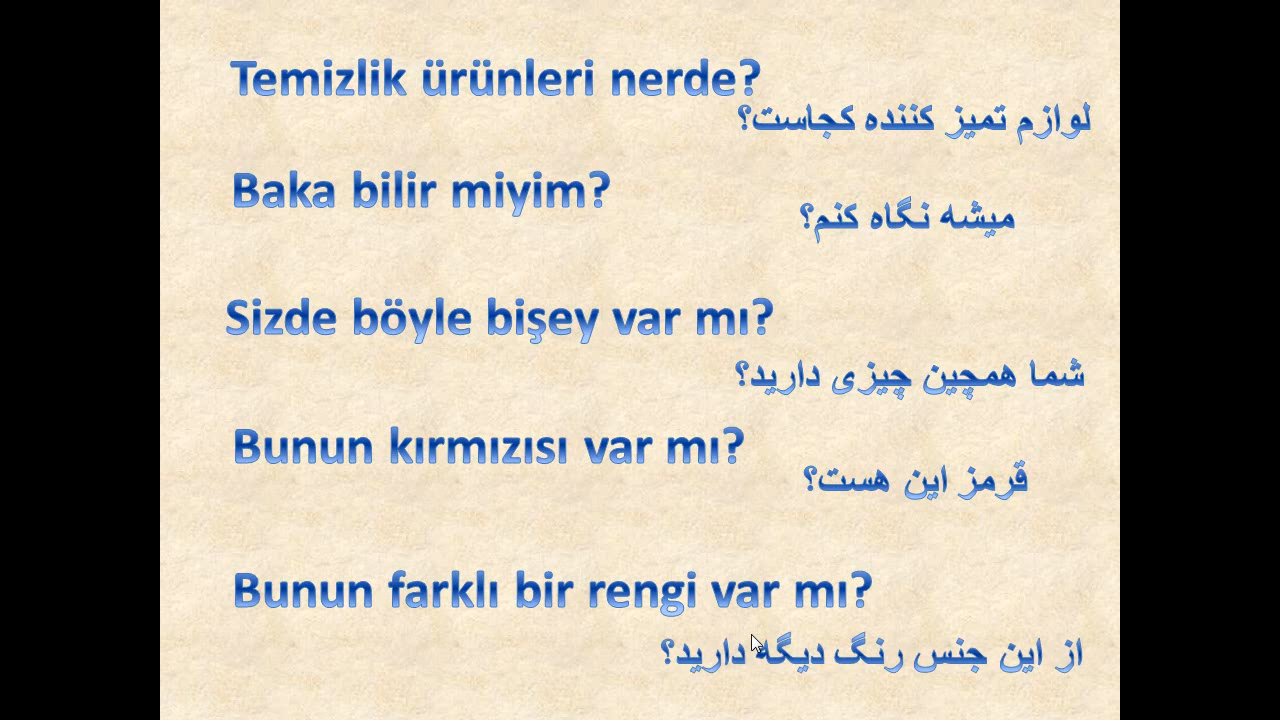 Temizlik ürünleri nerde?
لوازم تمیز کننده کجاست؟
Baka bilir miyim?
میشه نگاه کنم؟
Sizde böyle bişey var mı?
شما همچین چیزی دارید؟
Bunun kırmızısı var mı?
قرمز این هست؟
Bunun farklı bir rengi var mı?
از این جنس رنگ دیگه دارید؟